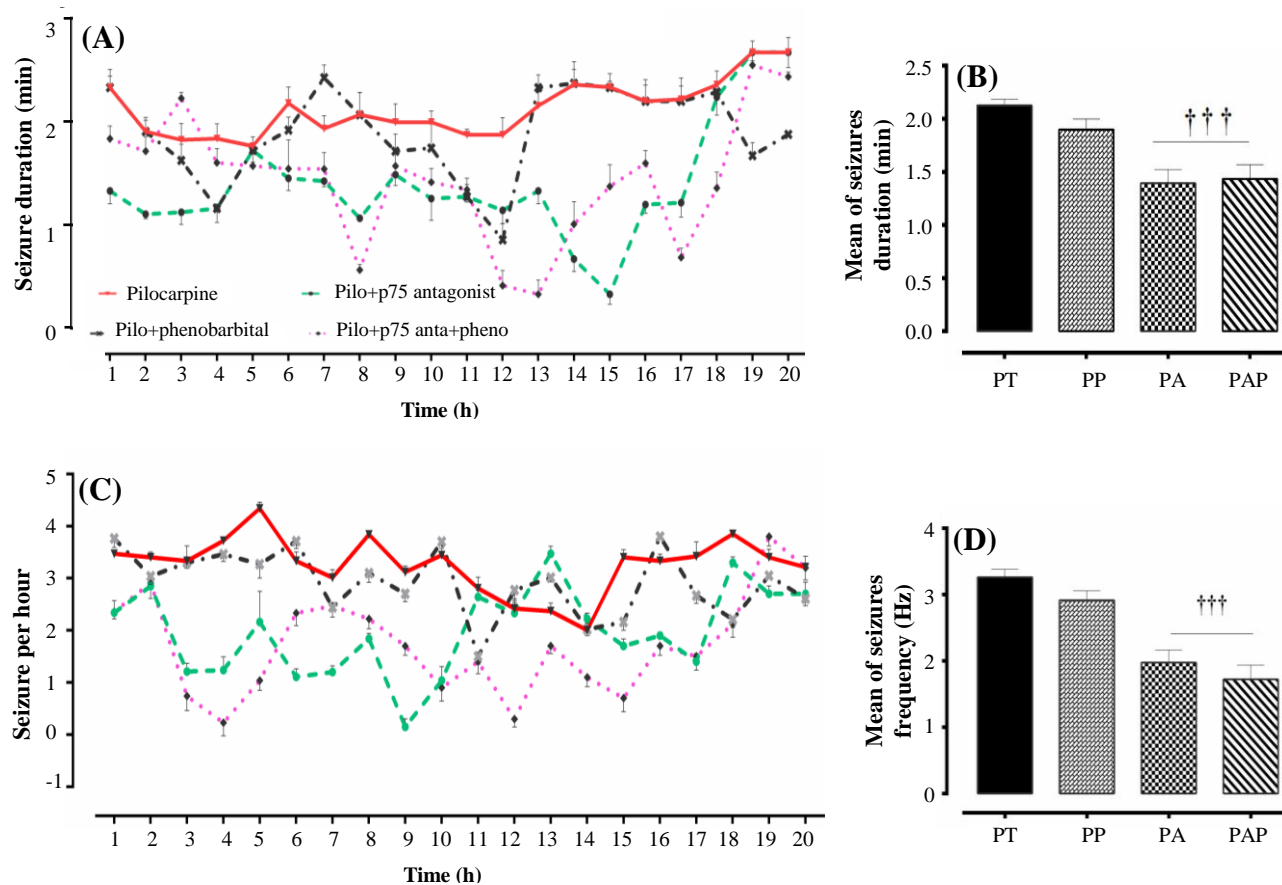 (A)
Seizure duration (min)
3
2
1
0
Pilocarpine
Pilo+p75 antagonist
Pilo+phenobarbital
Pilo+p75 anta+pheno
1 2 3 4 5 6 7 8 9 10 11 12 13 14 15 16 17 18 19 20
Time (h)
(B)
Mean of seizures
duration (min)
2.5
2.0
1.5
1.0
0.5
0.0
†††
PT PP PA PAP
(C)
Seizure per hour
5
4
3
2
1
0
-1
1 2 3 4 5 6 7 8 9 10 11 12 13 14 15 16 17 18 19 20
Time (h)
(D)
Mean of seizures
frequency (Hz)
4
3
2
1
0
†††
PT PP PA PAP